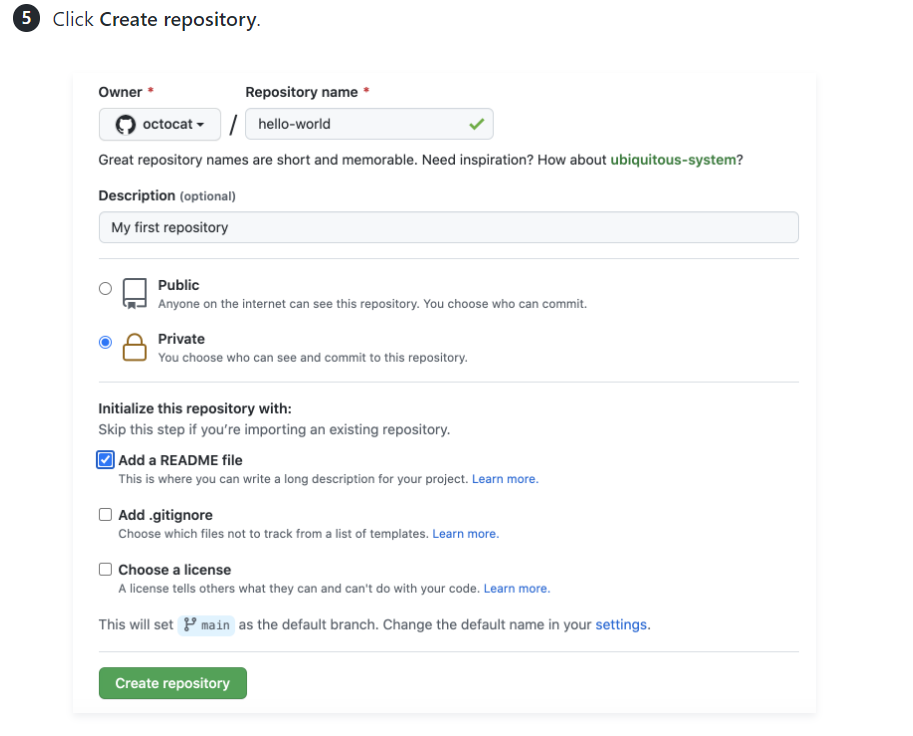 5 Click Create repository.
Owner * Repository name *
octocat / hello-world
Great repository names are short and memorable. Need inspiration? How about ubiquitous-system?
Description (optional)
My first repository
Public
Anyone on the internet can see this repository. You choose who can commit.
Private
You choose who can see and commit to this repository.
Initialize this repository with:
Skip this step if you're importing an existing repository.
Add a README file
This is where you can write a long description for your project. Learn more.
Add .gitignore
Choose which files not to track from a list of templates. Learn more.
Choose a license
A license tells others what they can and can't do with your code. Learn more.
This will set main as the default branch. Change the default name in your settings.
Create repository